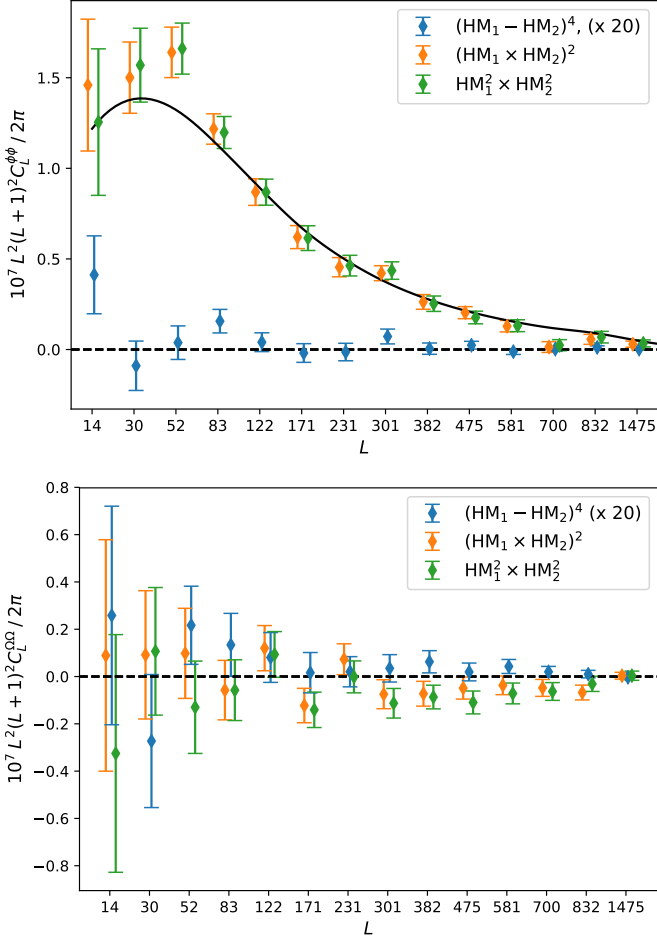 10⁷ L²(L + 1)²C_L^{ϕϕ} / 2π
1.5
1.0
0.5
0.0
(HM₁ − HM₂)⁴, (x 20)
(HM₁ × HM₂)²
HM₁² × HM₂²
14 30 52 83 122 171 231 301 382 475 581 700 832 1475
L
10⁷ L²(L + 1)²C_L^{ΩΩ} / 2π
0.8
0.6
0.4
0.2
0.0
−0.2
−0.4
−0.6
−0.8
(HM₁ − HM₂)⁴ (x 20)
(HM₁ × HM₂)²
HM₁² × HM₂²
14 30 52 83 122 171 231 301 382 475 581 700 832 1475
L